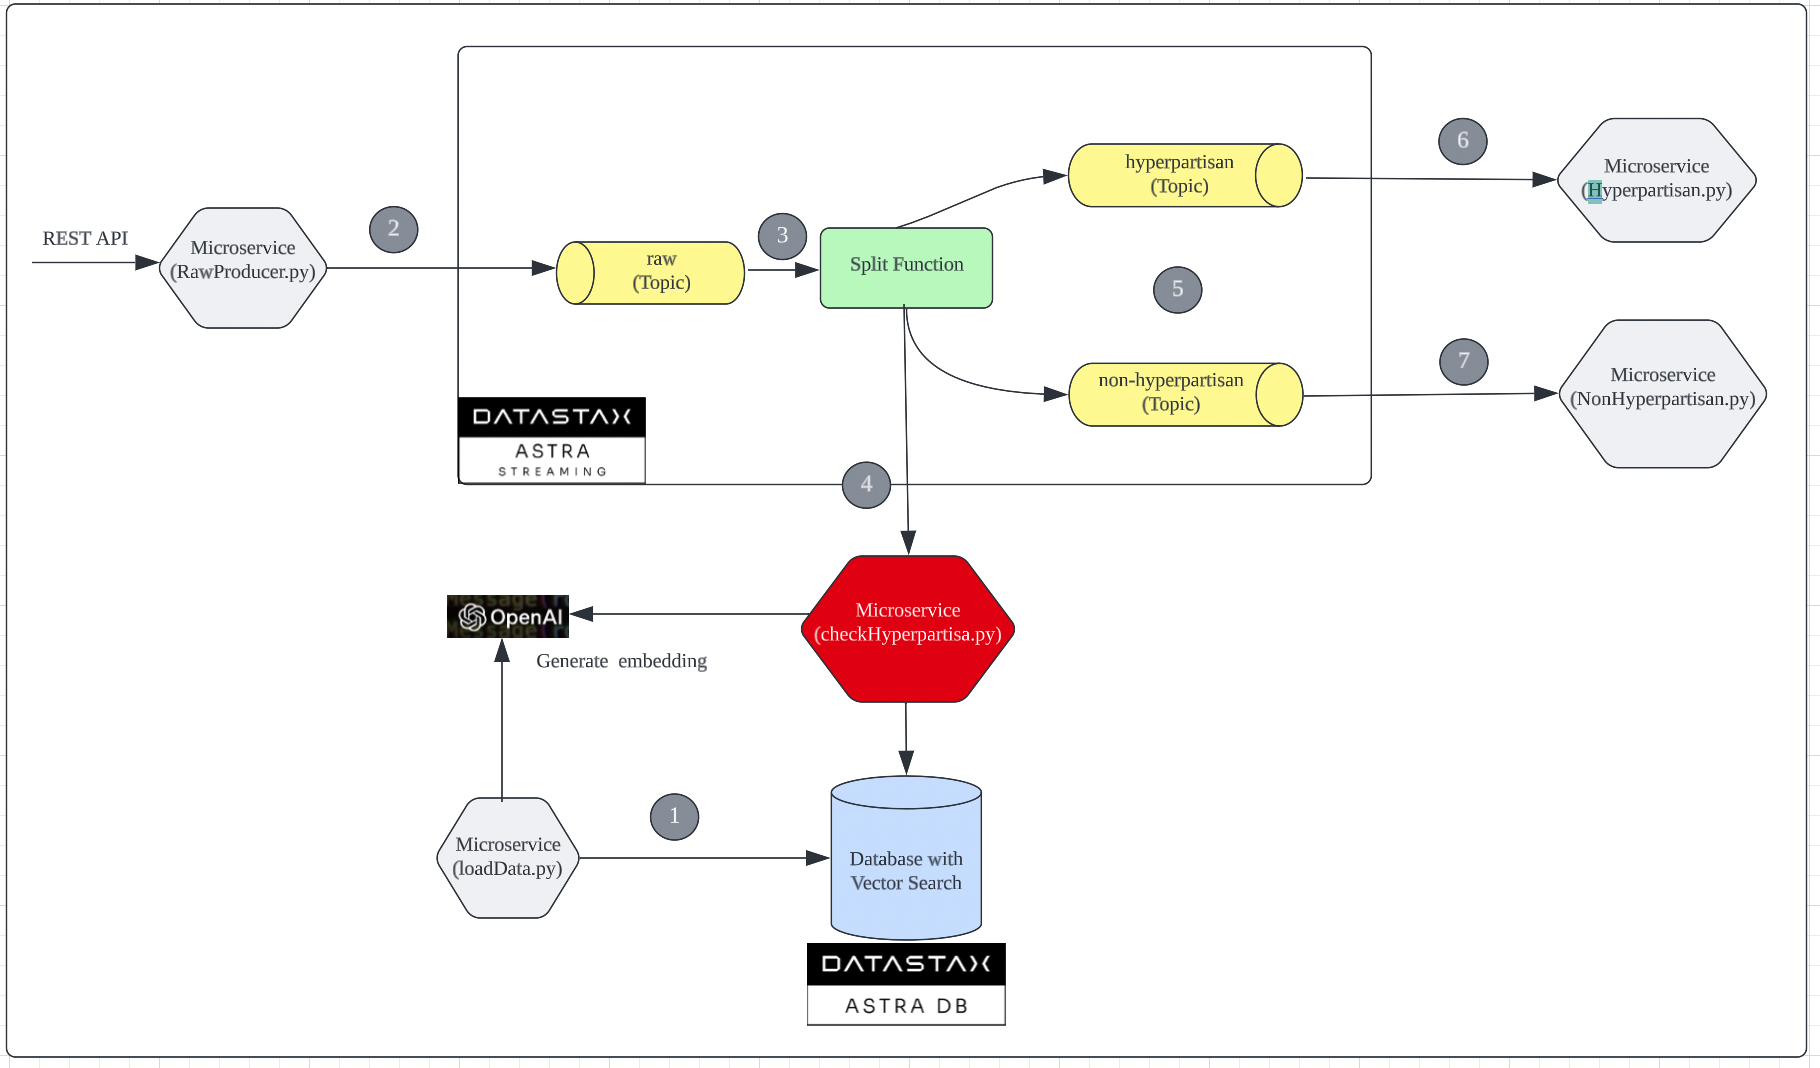 REST API
Microservice
(RawProducer.py)
2
raw
(Topic)
3
Split Function
hyperpartisan
(Topic)
5
non-hyperpartisan
(Topic)
6
Microservice
(Hyperpartisan.py)
7
Microservice
(NonHyperpartisan.py)
DATASTAX
ASTRA
STREAMING
4
Microservice
(checkHyperpartisa.py)
Message
OpenAI
Message
Generate embedding
Microservice
(loadData.py)
1
Database with
Vector Search
DATASTAX
ASTRA DB